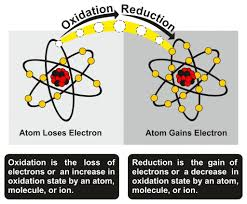 Oxidation Reduction
Atom Loses Electron
Atom Gains Electron
Oxidation is the loss of
electrons or an increase in
oxidation state by an atom,
molecule, or ion.
Reduction is the gain of
electrons or a decrease in
oxidation state by an atom,
molecule, or ion.